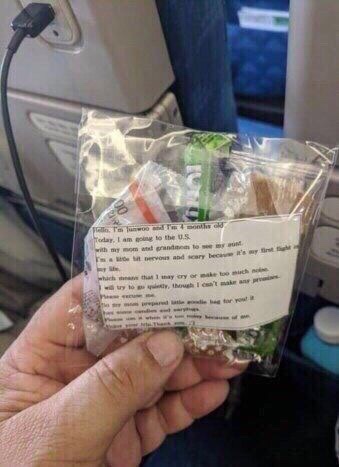 Hello, I'm Junwoo and I'm 4 months old
Today, I am going to the U.S.
with my mom and grandmom to see my aunt.
I'm a little bit nervous and scary because it's my first flight in
my life,
which means that I may cry or make too much noise.
I will try to go quietly, though I can't make any promises.
Please excuse me.
So my mom prepared little goodie bag for you! it
has some candies and earplugs.
Please use it when it's too noisy because of me.
Enjoy your trip. Thank you. :)